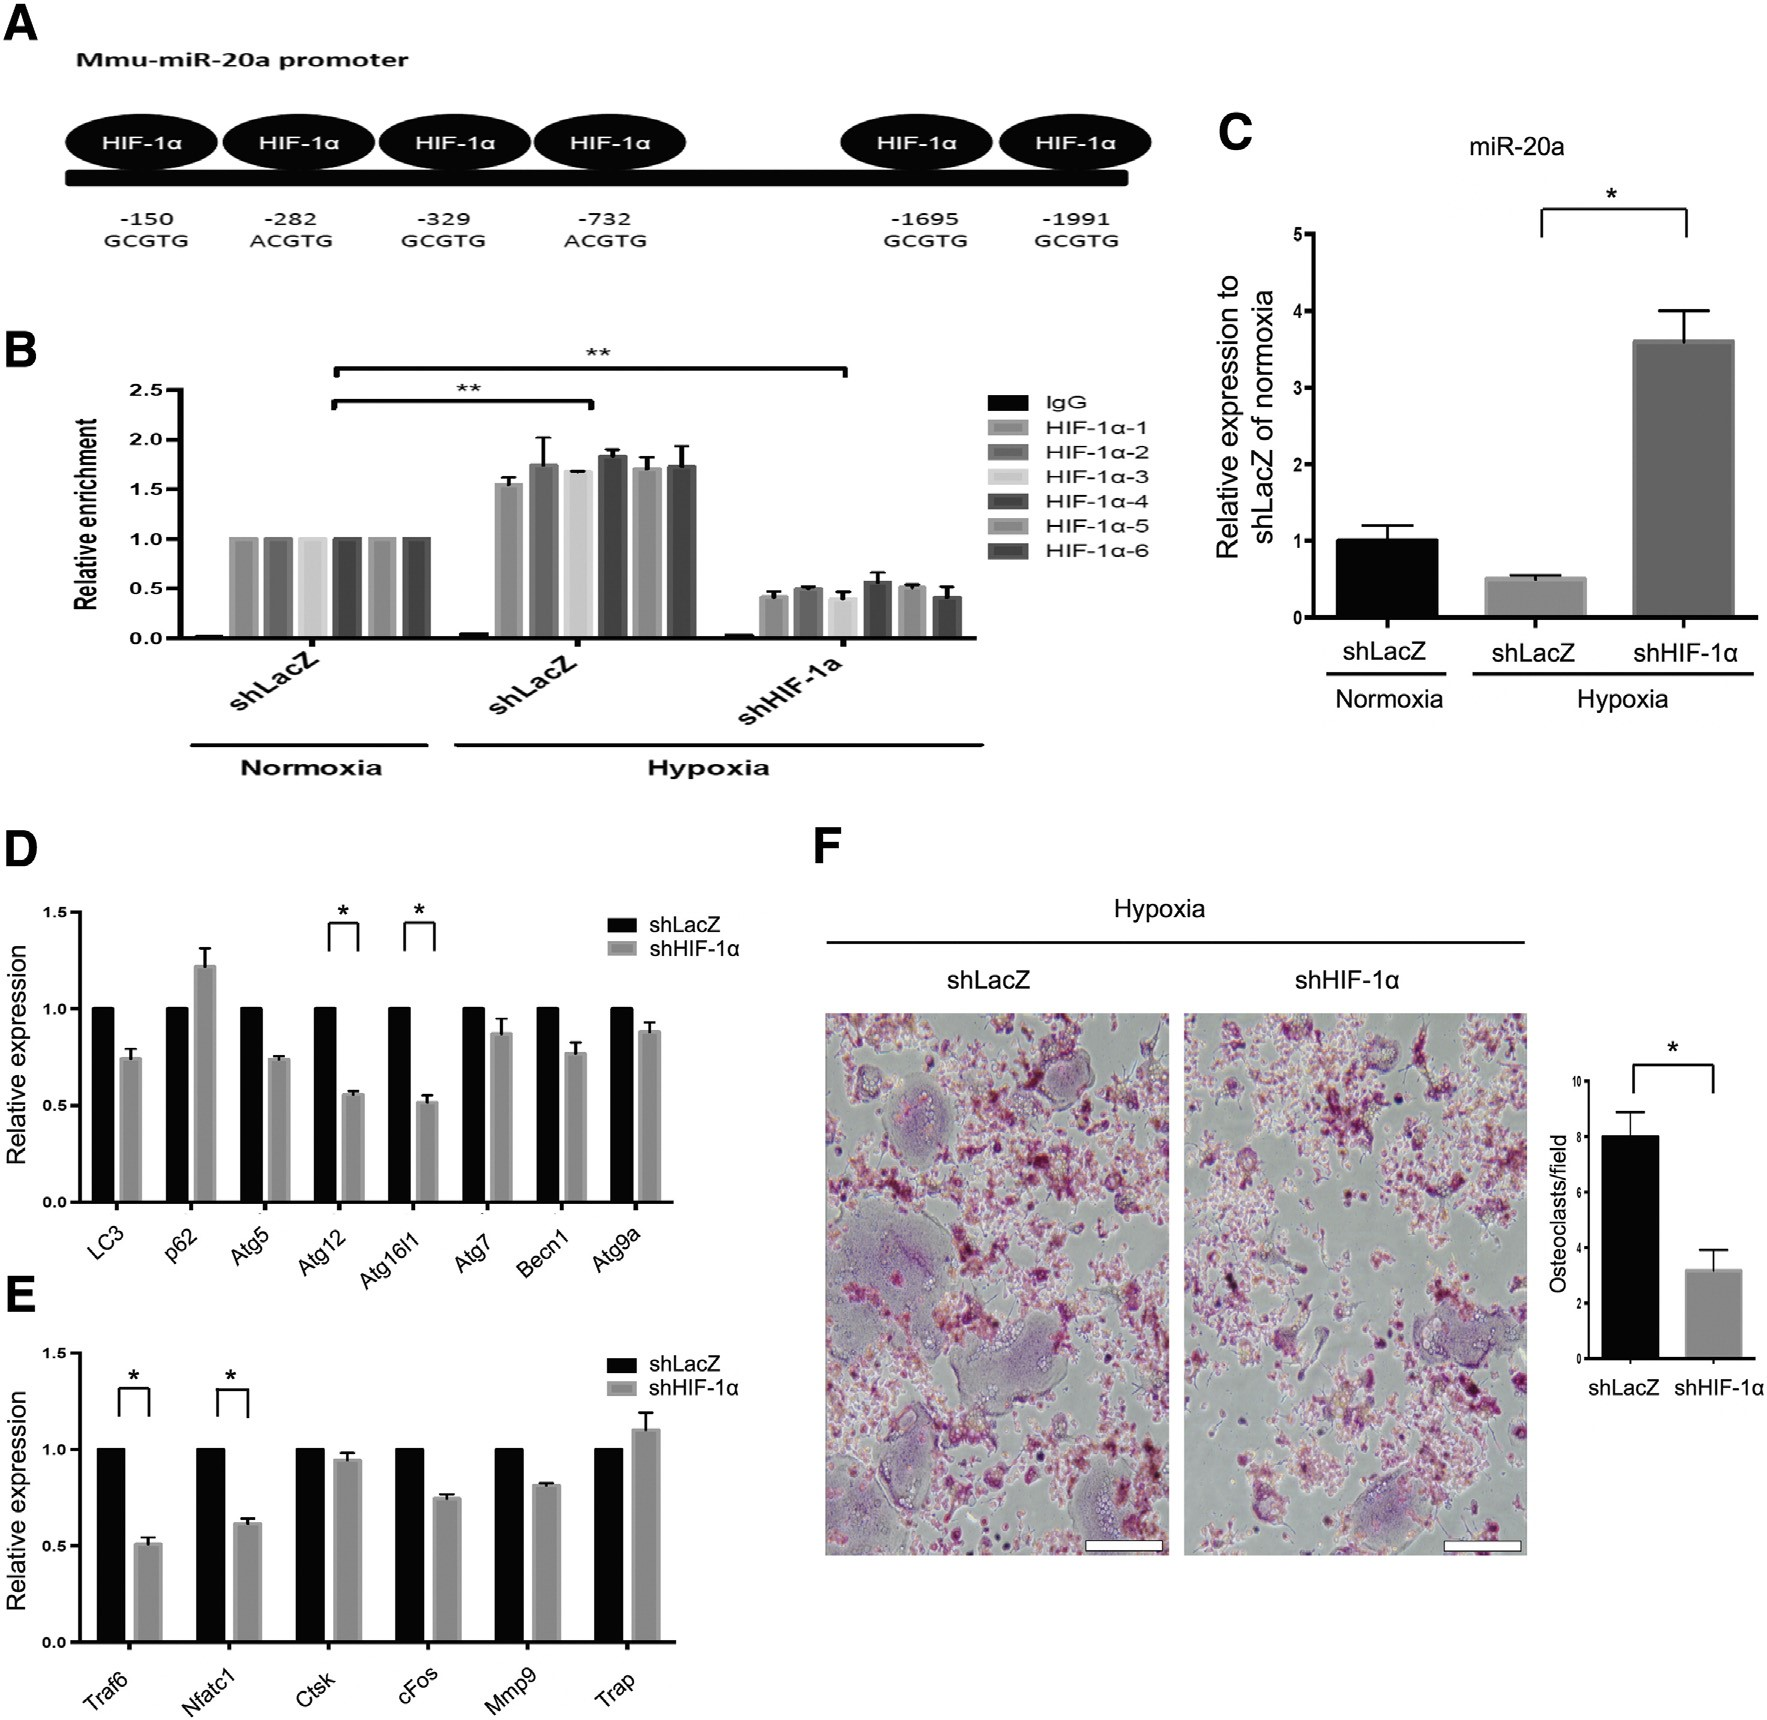 A
Mmu-miR-20a promoter
HIF-1α HIF-1α HIF-1α HIF-1α HIF-1α HIF-1α
-150 -282 -329 -732 -1695 -1991
GCGTG ACGTG GCGTG ACGTG GCGTG GCGTG
B
** 
**
Relative enrichment
2.5
2.0
1.5
1.0
0.5
0.0
shLacZ shLacZ shHIF-1a
Normoxia Hypoxia
IgG
HIF-1α-1
HIF-1α-2
HIF-1α-3
HIF-1α-4
HIF-1α-5
HIF-1α-6
C
miR-20a
*
Relative expression to
shLacZ of normoxia
5
4
3
2
1
0
shLacZ shLacZ shHIF-1α
Normoxia Hypoxia
D
Relative expression
1.5
1.0
0.5
0.0
* *
shLacZ
shHIF-1α
LC3 p62 Atg5 Atg12 Atg16l1 Atg7 Becn1 Atg9a
E
Relative expression
1.5
1.0
0.5
0.0
* *
shLacZ
shHIF-1α
Traf6 Nfatc1 Ctsk cFos Mmp9 Trap
F
Hypoxia
shLacZ shHIF-1α
*
Osteoclasts/field
10
8
6
4
2
0
shLacZ shHIF-1α